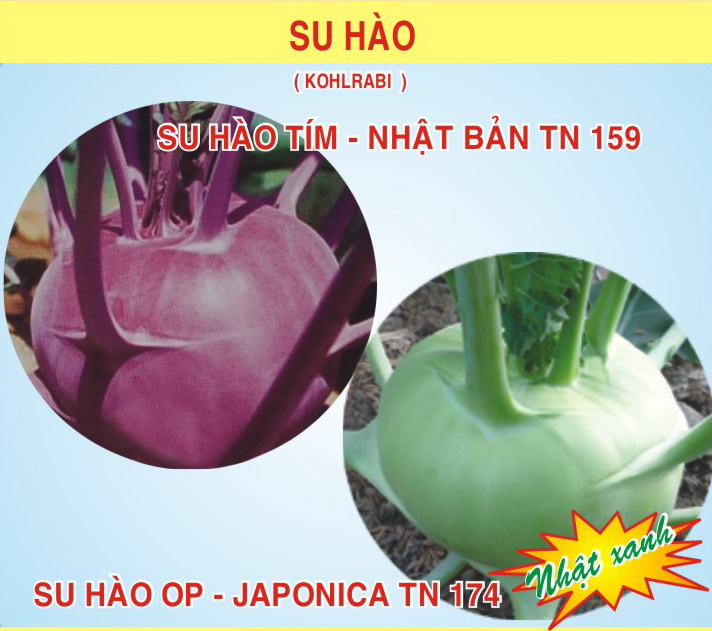 SU HÀO
( KOHLRABI )
SU HÀO TÍM - NHẬT BẢN TN 159
SU HÀO OP - JAPONICA TN 174
Nhật xanh